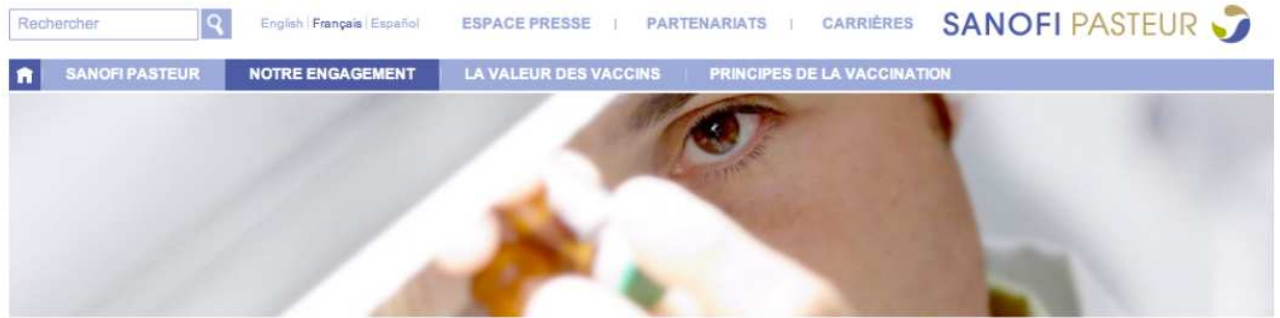 Rechercher
English | Français | Español
ESPACE PRESSE | PARTENARIATS | CARRIÈRES
SANOFI PASTEUR
SANOFI PASTEUR
NOTRE ENGAGEMENT
LA VALEUR DES VACCINS
PRINCIPES DE LA VACCINATION